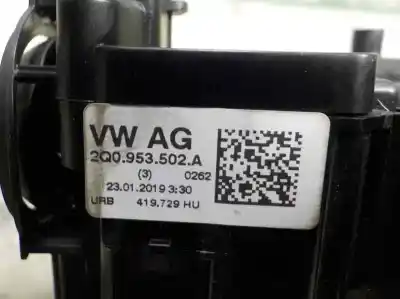 VW AG
2Q0.953.502.A
(3) 0262
23.01.2019 3:30
URB 419.729 HU